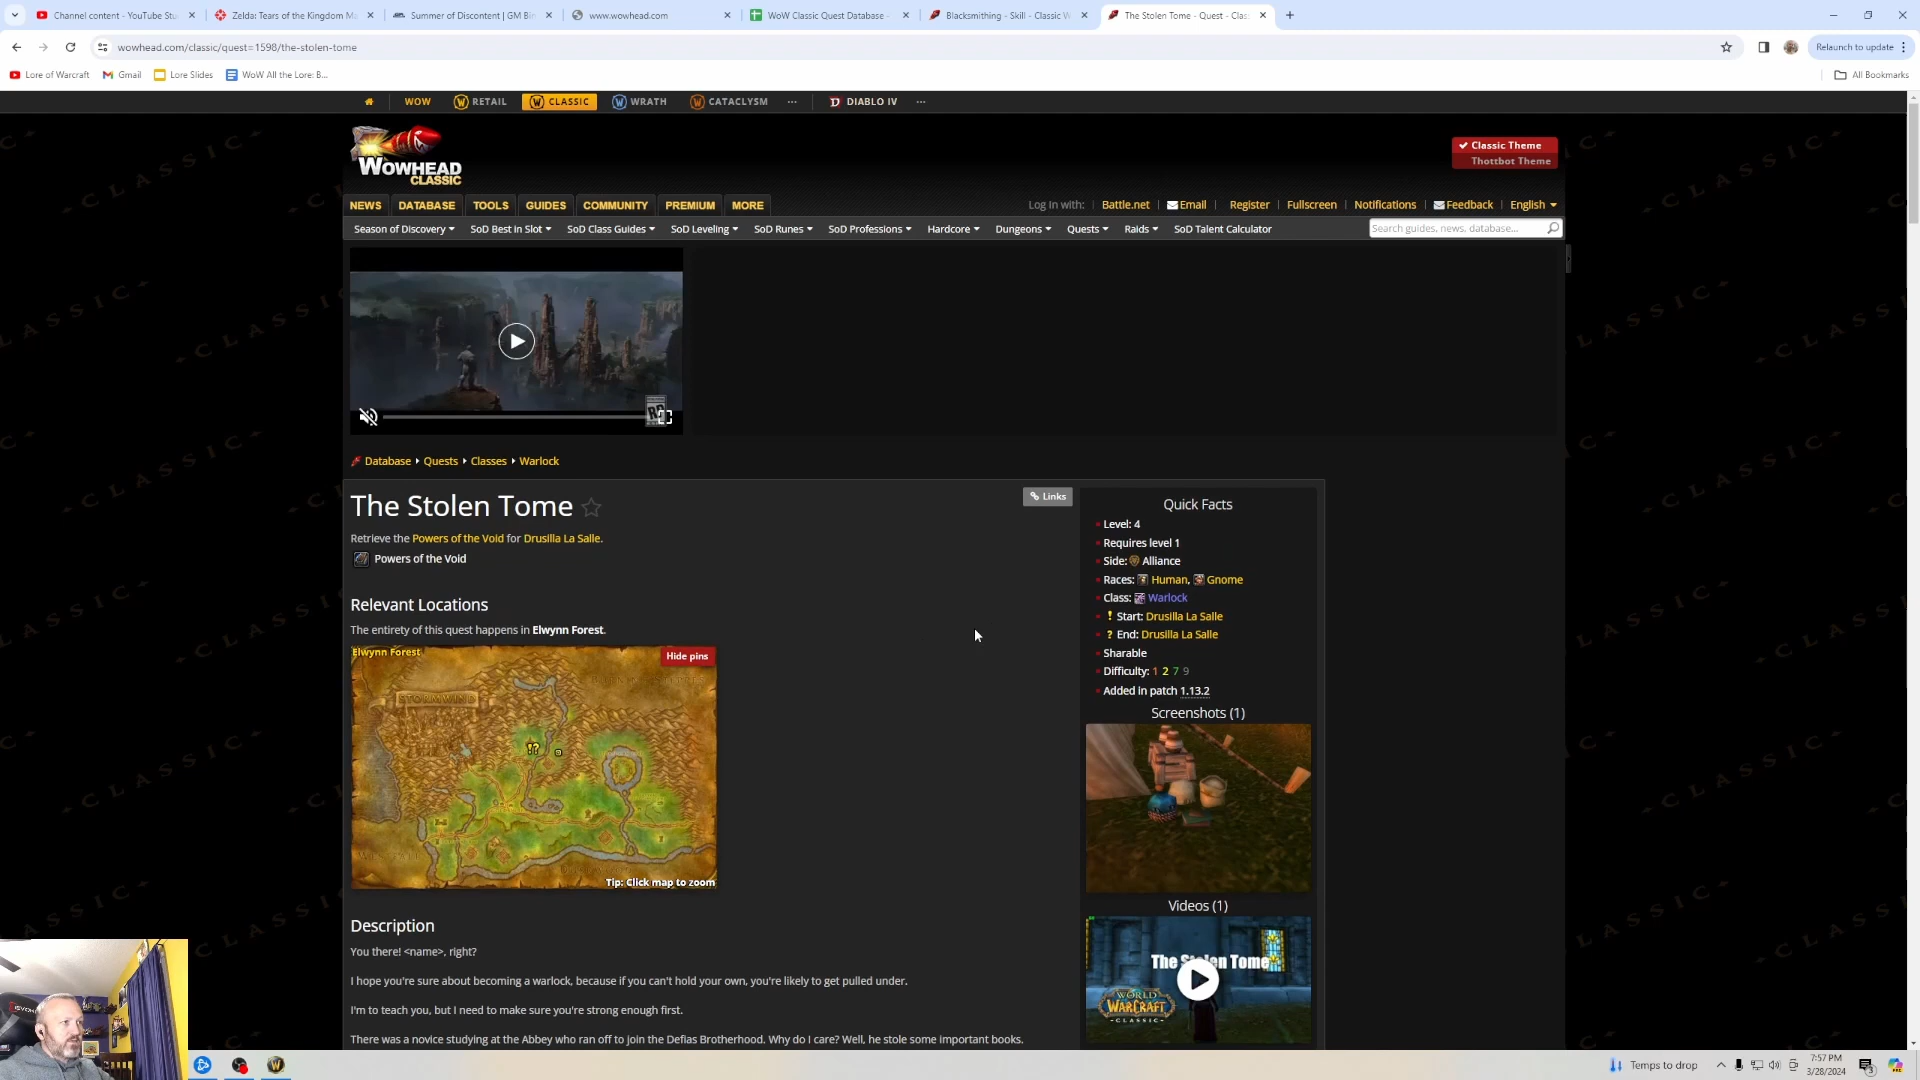 Channel content - YouTube Stu
Zelda: Tears of the Kingdom Ma
Summer of Discontent | GM Bin
www.wowhead.com
WoW Classic Quest Database -
Blacksmithing - Skill - Classic W
The Stolen Tome - Quest - Clas
wowhead.com/classic/quest=1598/the-stolen-tome
Relaunch to update
Lore of Warcraft
Gmail
Lore Slides
WoW All the Lore: B...
All Bookmarks
WOW
RETAIL
CLASSIC
WRATH
CATACLYSM
...
DIABLO IV
...
WOWHEAD
CLASSIC
Classic Theme
Thottbot Theme
NEWS
DATABASE
TOOLS
GUIDES
COMMUNITY
PREMIUM
MORE
Log in with:
Battle.net
Email
Register
Fullscreen
Notifications
Feedback
English
Season of Discovery
SoD Best in Slot
SoD Class Guides
SoD Leveling
SoD Runes
SoD Professions
Hardcore
Dungeons
Quests
Raids
SoD Talent Calculator
Search guides, news, database...
RP
Database
Quests
Classes
Warlock
The Stolen Tome
Links
Retrieve the Powers of the Void for Drusilla La Salle.
Powers of the Void
Relevant Locations
The entirety of this quest happens in Elwynn Forest.
Elwynn Forest
Hide pins
STORMWIND
Tip: Click map to zoom
Description
You there! <name>, right?
I hope you're sure about becoming a warlock, because if you can't hold your own, you're likely to get pulled under.
I'm to teach you, but I need to make sure you're strong enough first.
There was a novice studying at the Abbey who ran off to join the Defias Brotherhood. Why do I care? Well, he stole some important books.
Quick Facts
Level: 4
Requires level 1
Side: Alliance
Races: Human, Gnome
Class: Warlock
Start: Drusilla La Salle
End: Drusilla La Salle
Sharable
Difficulty: 1 2 7 9
Added in patch 1.13.2
Screenshots (1)
Videos (1)
The Stolen Tome
WORLD OF WARCRAFT
CLASSIC
Temps to drop
7:57 PM
3/28/2024